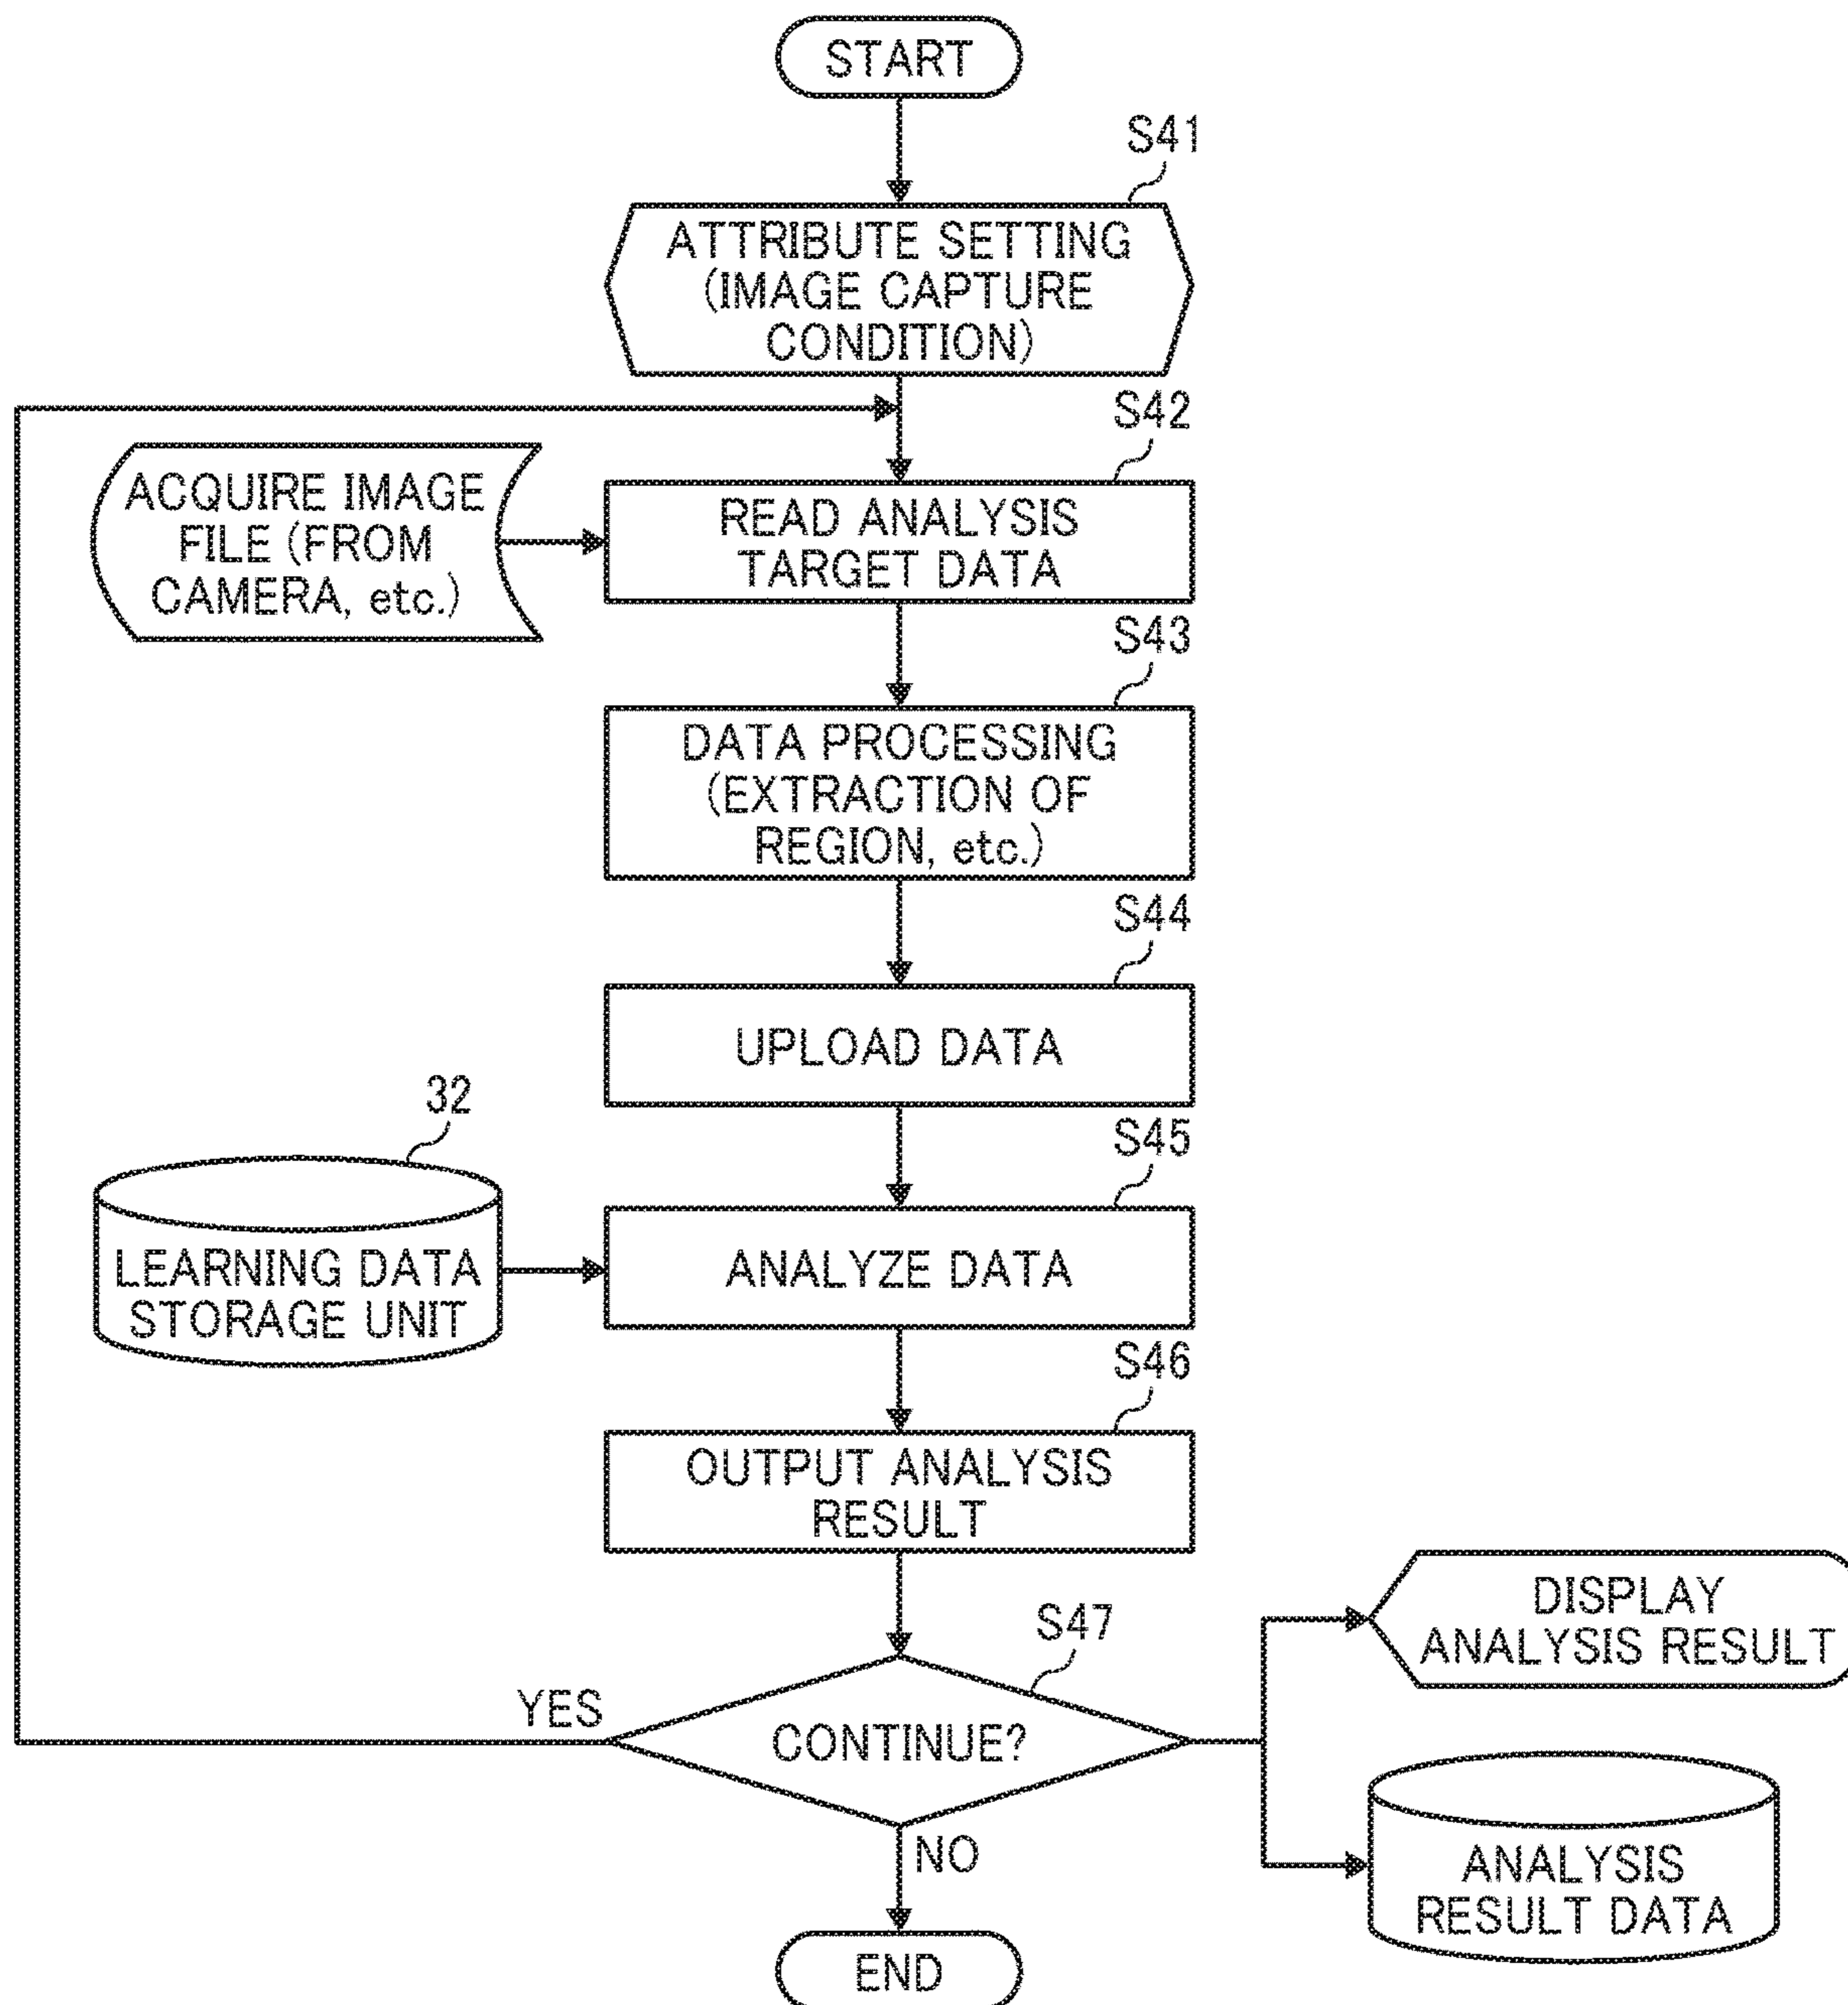 START
S41
ATTRIBUTE SETTING
(IMAGE CAPTURE
CONDITION)
S42
ACQUIRE IMAGE
FILE (FROM
CAMERA, etc.)
READ ANALYSIS
TARGET DATA
S43
DATA PROCESSING
(EXTRACTION OF
REGION, etc.)
S44
UPLOAD DATA
32
LEARNING DATA
STORAGE UNIT
S45
ANALYZE DATA
S46
OUTPUT ANALYSIS
RESULT
S47
CONTINUE?
YES
NO
DISPLAY
ANALYSIS RESULT
ANALYSIS
RESULT DATA
END